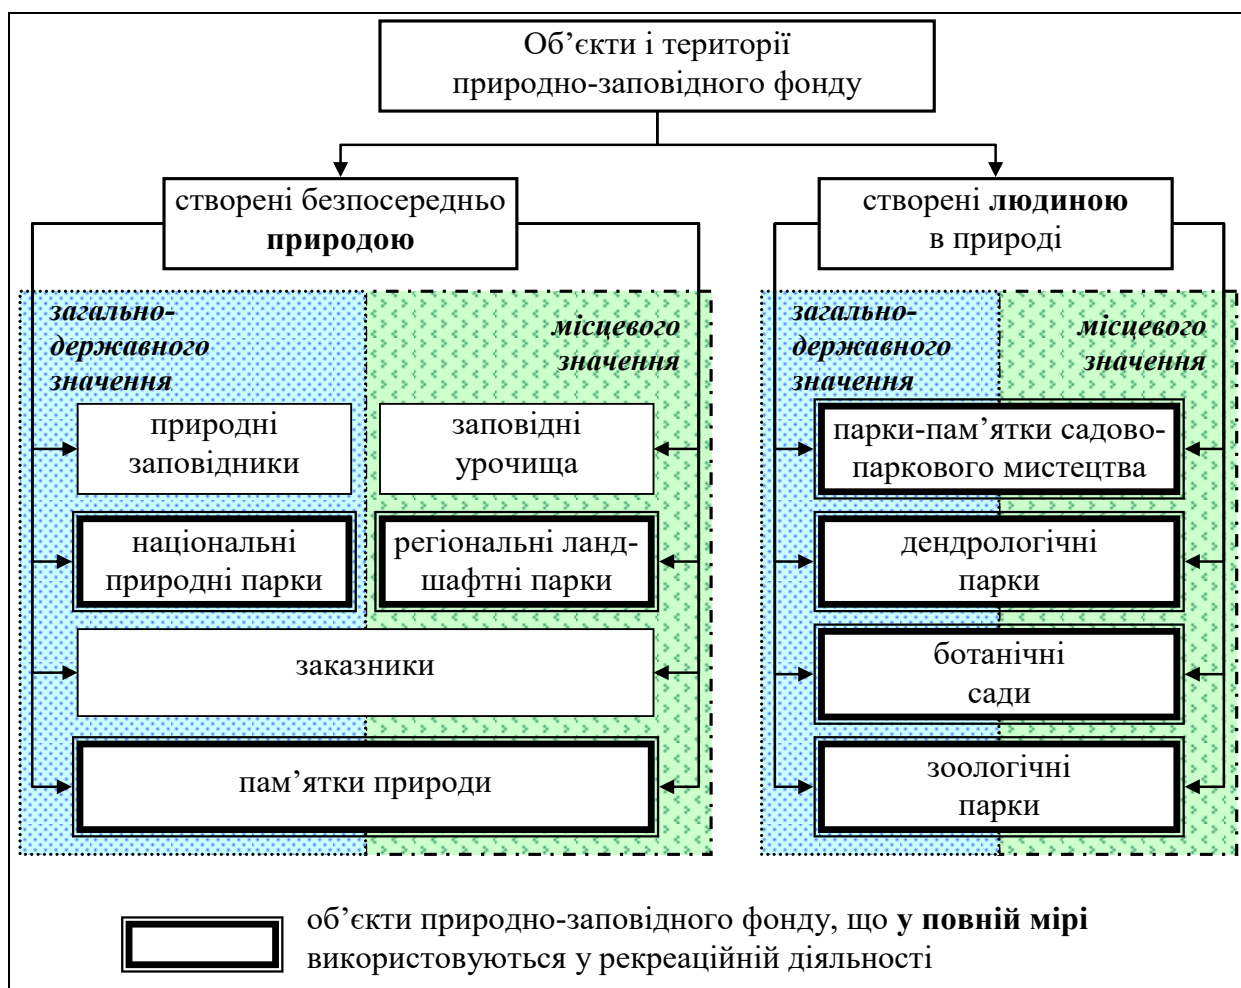 Об’єкти і території
природно-заповідного фонду
створені безпосередньо
природою
створені людиною
в природі
загально-
державного
значення
місцевого
значення
природні
заповідники
заповідні
урочища
національні
природні парки
регіональні ланд-
шафтні парки
заказники
пам’ятки природи
загально-
державного
значення
місцевого
значення
парки-пам’ятки садово-
паркового мистецтва
дендрологічні
парки
ботанічні
сади
зоологічні
парки
об’єкти природно-заповідного фонду, що у повній мірі
використовуються у рекреаційній діяльності